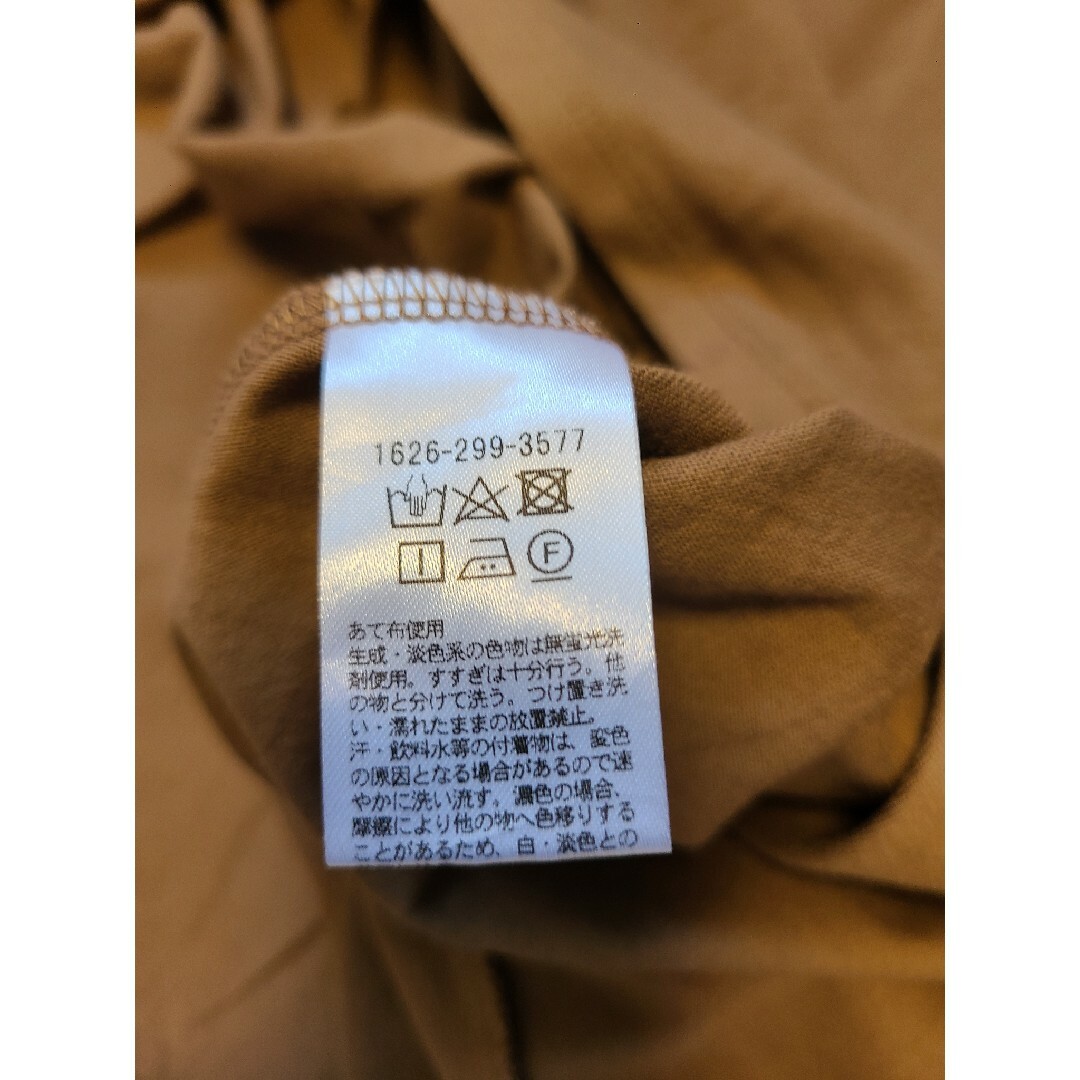 1626-299-3577
F
あて布使用
生成・淡色系の色物は無蛍光洗
剤使用。すすぎは十分行う。他
の物と分けて洗う。つけ置き洗
い・濡れたままの放置禁止。
汗・飲料水等の付着物は、変色
の原因となる場合があるので速
やかに洗い流す。濃色の場合、
摩擦により他の物へ色移りする
ことがあるため、白・淡色との